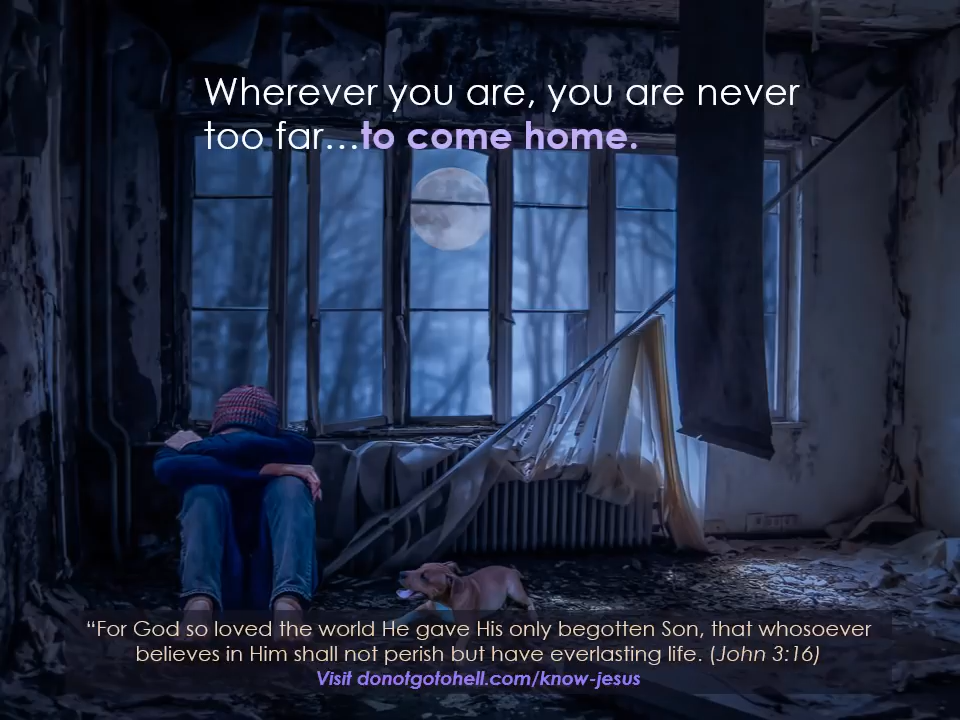 Wherever you are, you are never
too far...to come home.
“For God so loved the world He gave His only begotten Son, that whosoever
believes in Him shall not perish but have everlasting life. (John 3:16)
Visit donotgotohell.com/know-jesus